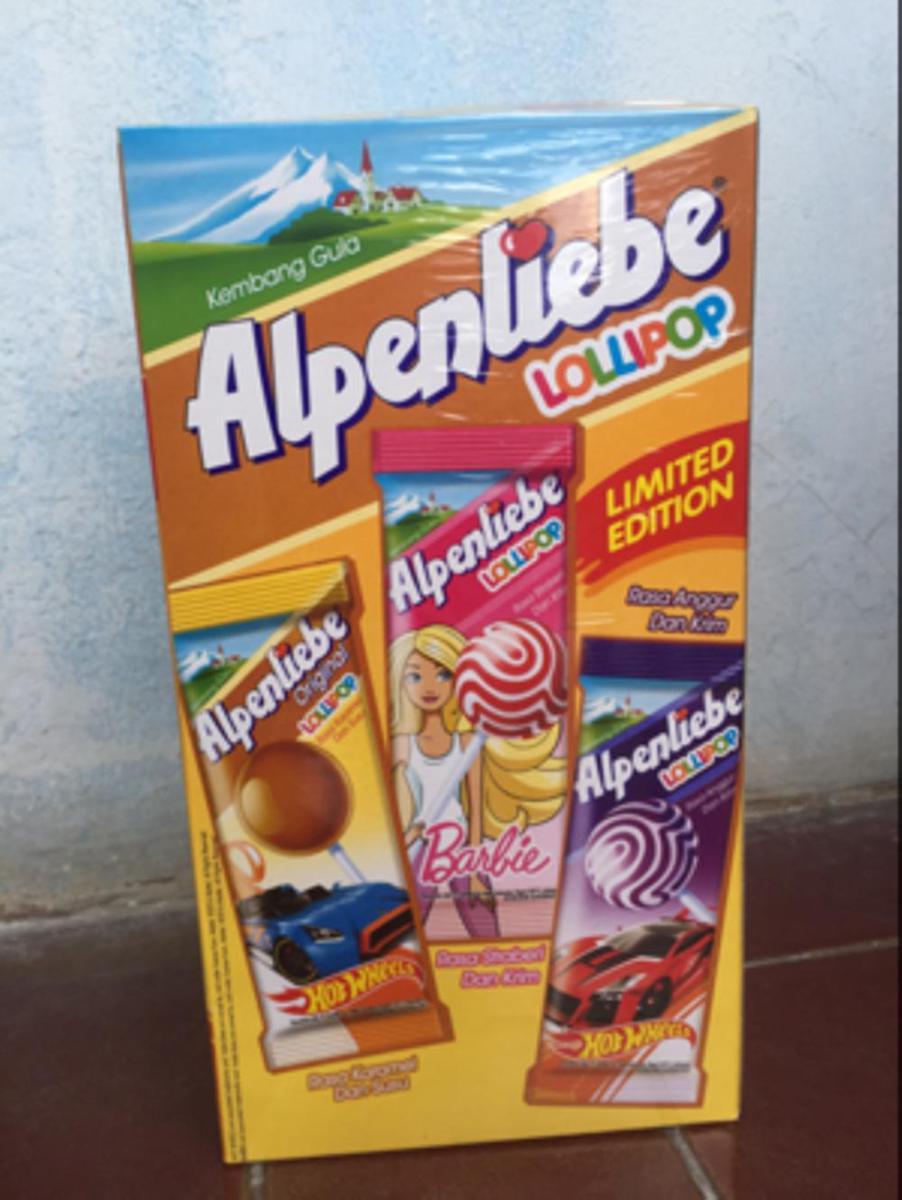 Kembang Gula
Alpenliebe
LOLLIPOP
LIMITED
EDITION
Alpenliebe
LOLLIPOP
Barbie
Rasa Stroberi
Dan Krim
Alpenliebe
Original
LOLLIPOP
HOT WHEELS
Rasa Karamel
Dan Susu
Rasa Anggur
Dan Krim
Alpenliebe
LOLLIPOP
HOT WHEELS